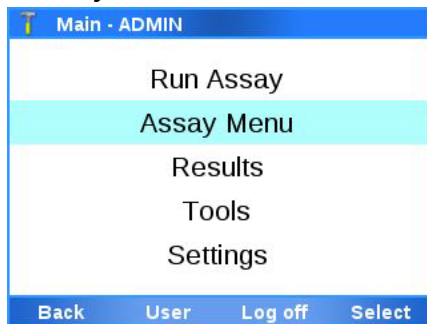 Main - ADMIN
Run Assay
Assay Menu
Results
Tools
Settings
Back User Log off Select